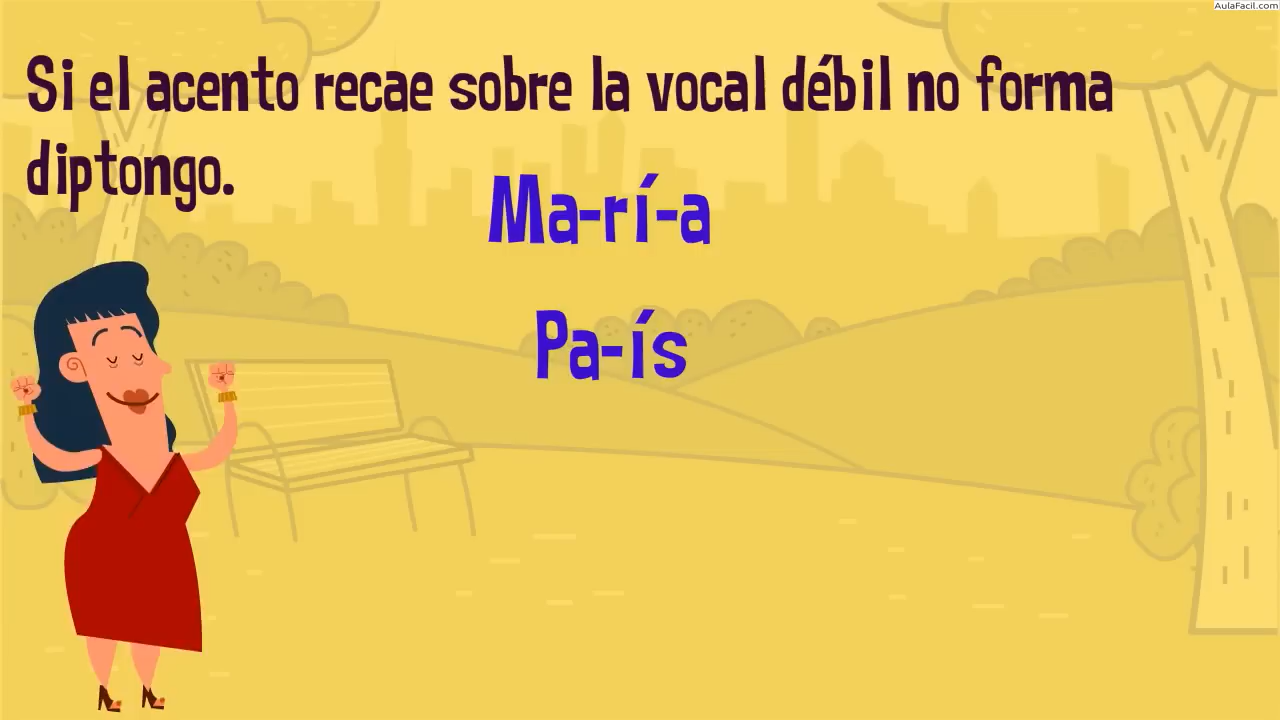 AulaFacil.com
Si el acento recae sobre la vocal débil no forma
diptongo.
Ma-rí-a
Pa-ís